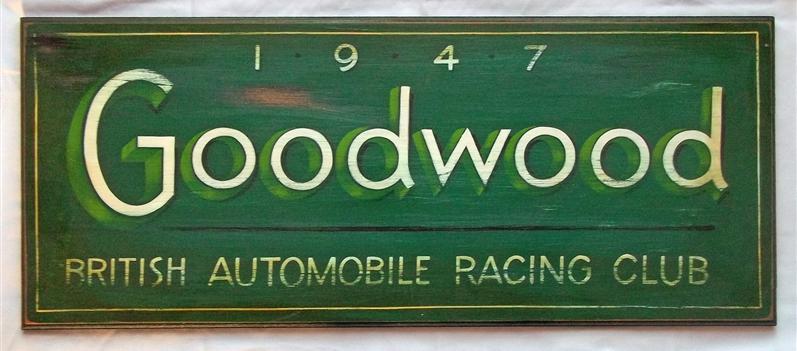 1·9·4·7
Goodwood
BRITISH AUTOMOBILE RACING CLUB